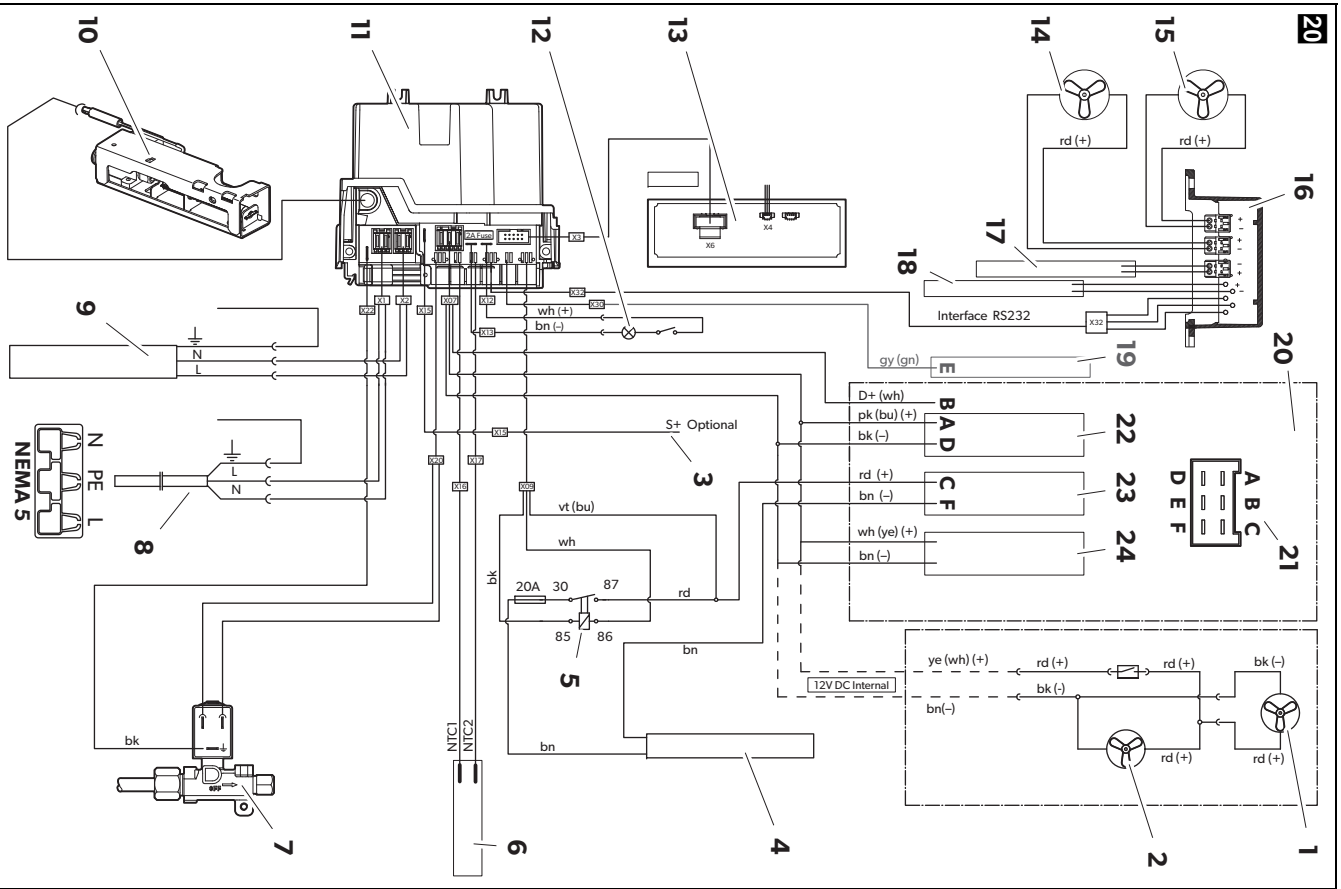 20
10
11
12
13
14
15
16
17
18
19
20
21
22
23
24
rd (+)
rd (+)
+
−
+
−
−
+
+
−
X6
X4
2A Fuse
X3
X32
X30
X22
X1
X2
X15
X07
X12
X13
wh (+)
bn (−)
Interface RS232
X32
gy (gn)
E
9
N
L
D+ (wh)
B
pk (bu) (+)
A
bk (−)
D
S+ Optional
X15
3
X20
X17
X16
X09
rd (+)
C
bn (−)
F
wh (ye) (+)
bn (−)
A B C
D E F
N PE L
NEMA 5
L
N
8
vt (bu)
wh
bk
20A
30
87
rd
85
86
5
bn
bn
12V DC Internal
ye (wh) (+)
bn(−)
rd (+)
rd (+)
bk (-)
bk (−)
rd (+)
rd (+)
NTC1
NTC2
bk
OFF
7
6
4
2
1